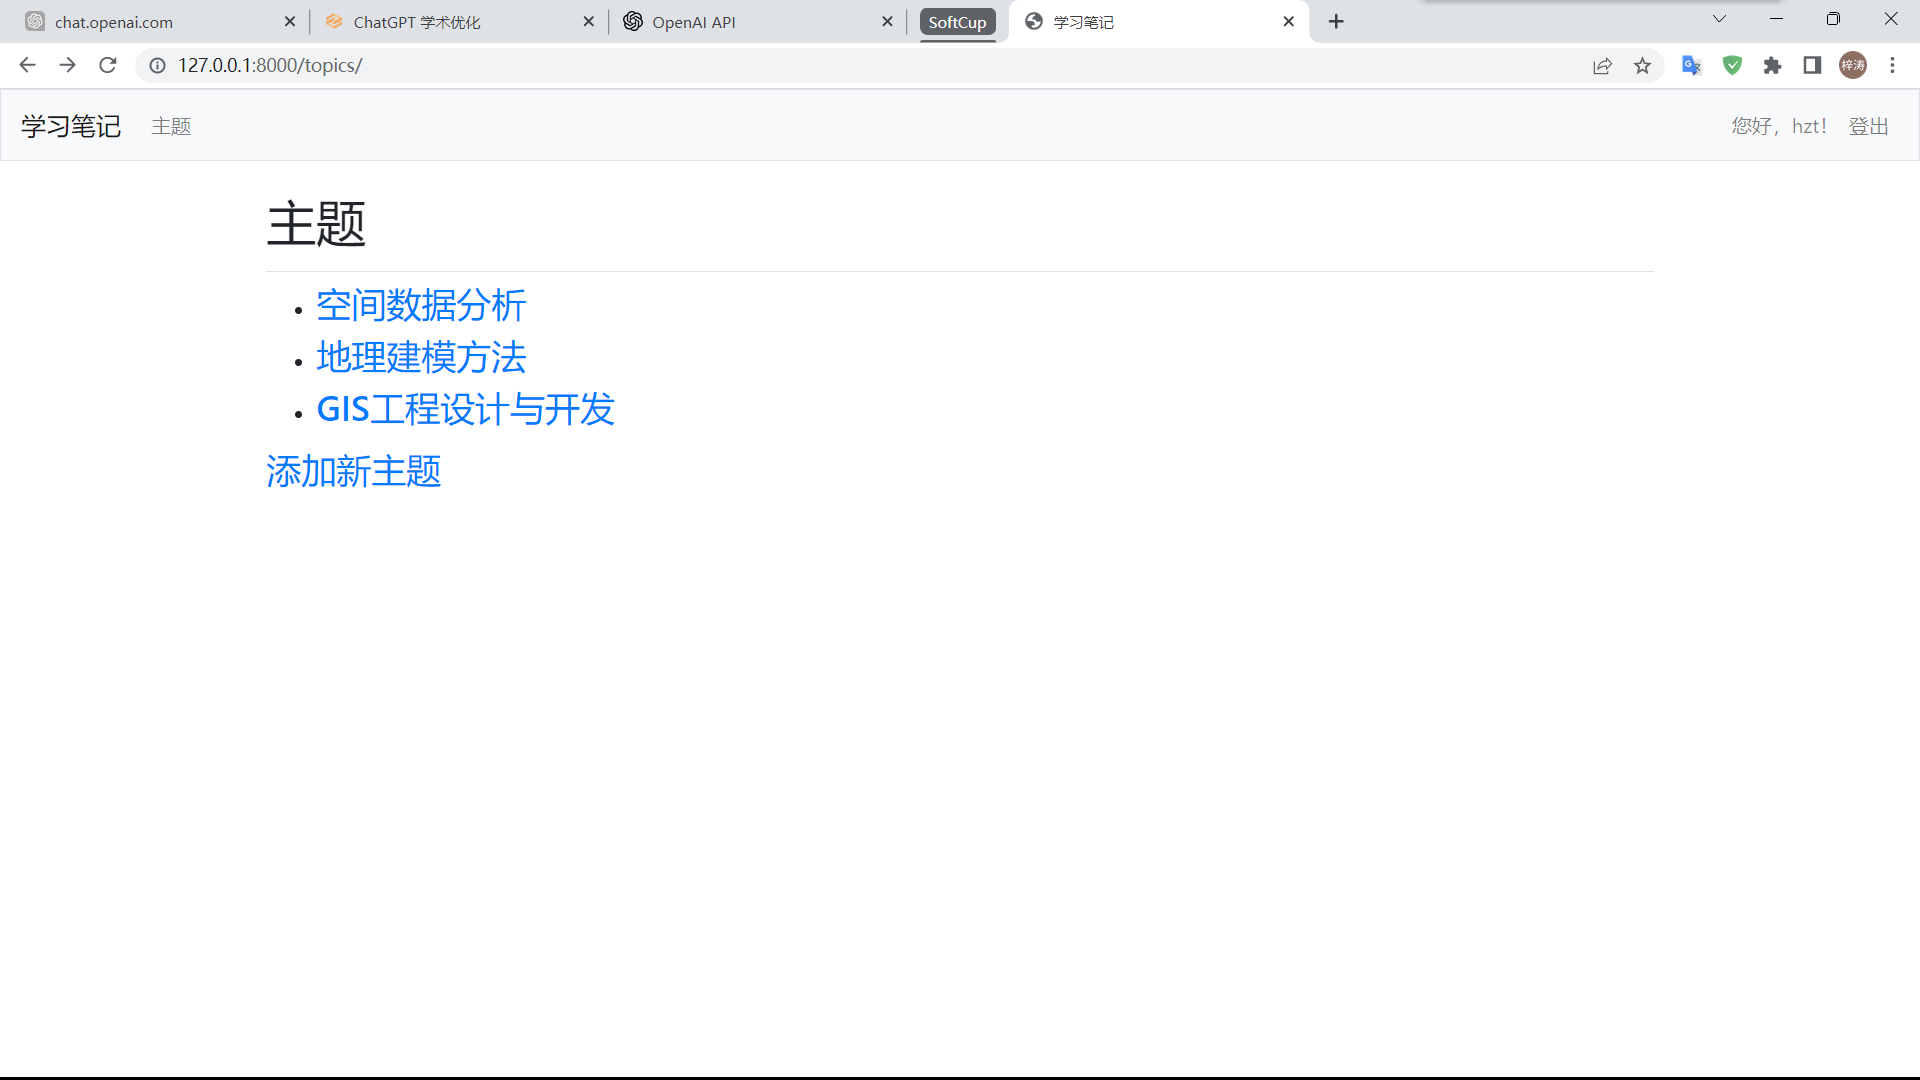 chat.openai.com
ChatGPT 学术优化
OpenAI API
SoftCup
学习笔记
127.0.0.1:8000/topics/
梓涛
学习笔记
主题
您好，hzt！
登出
主题
空间数据分析
地理建模方法
GIS工程设计与开发
添加新主题